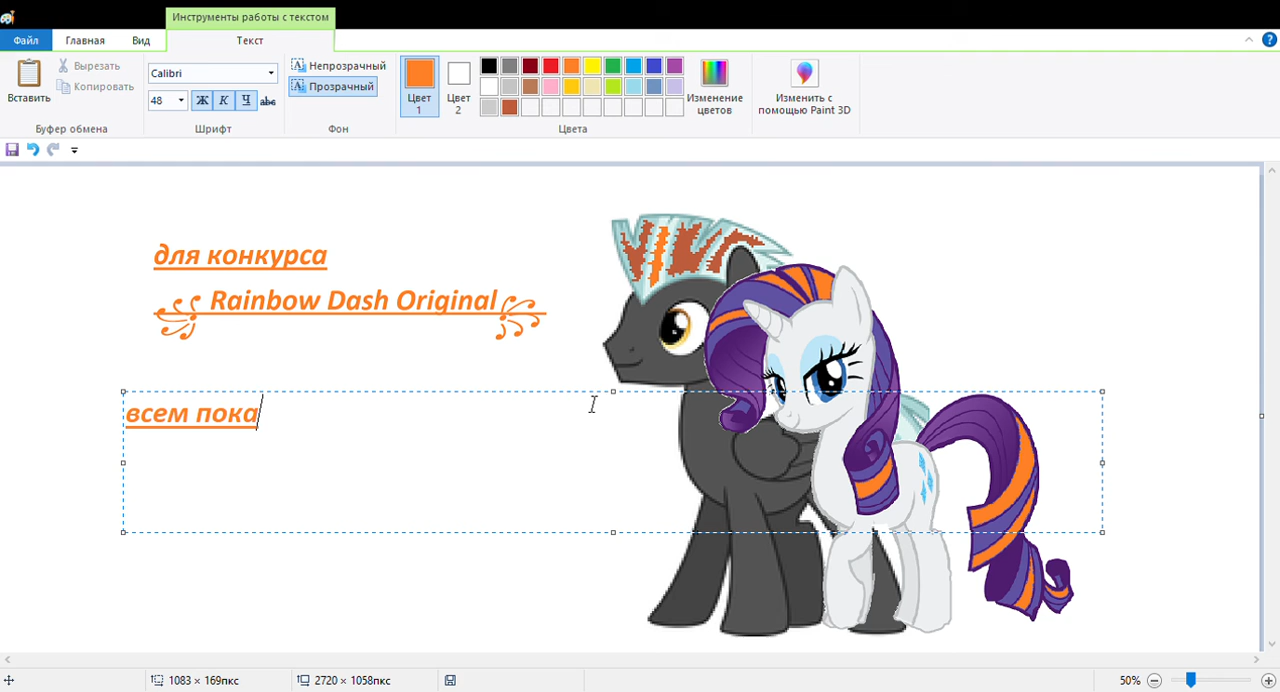 Инструменты работы с текстом
Файл Главная Вид Текст
Вставить
Вырезать
Копировать
Буфер обмена
Calibri
48 Ж К Ч abc
Шрифт
Непрозрачный
Прозрачный
Фон
Цвет 1
Цвет 2
Изменение цветов
Цвета
Изменить с помощью Paint 3D
для конкурса
Rainbow Dash Original
всем пока
1083 × 169пкс 2720 × 1058пкс 50%